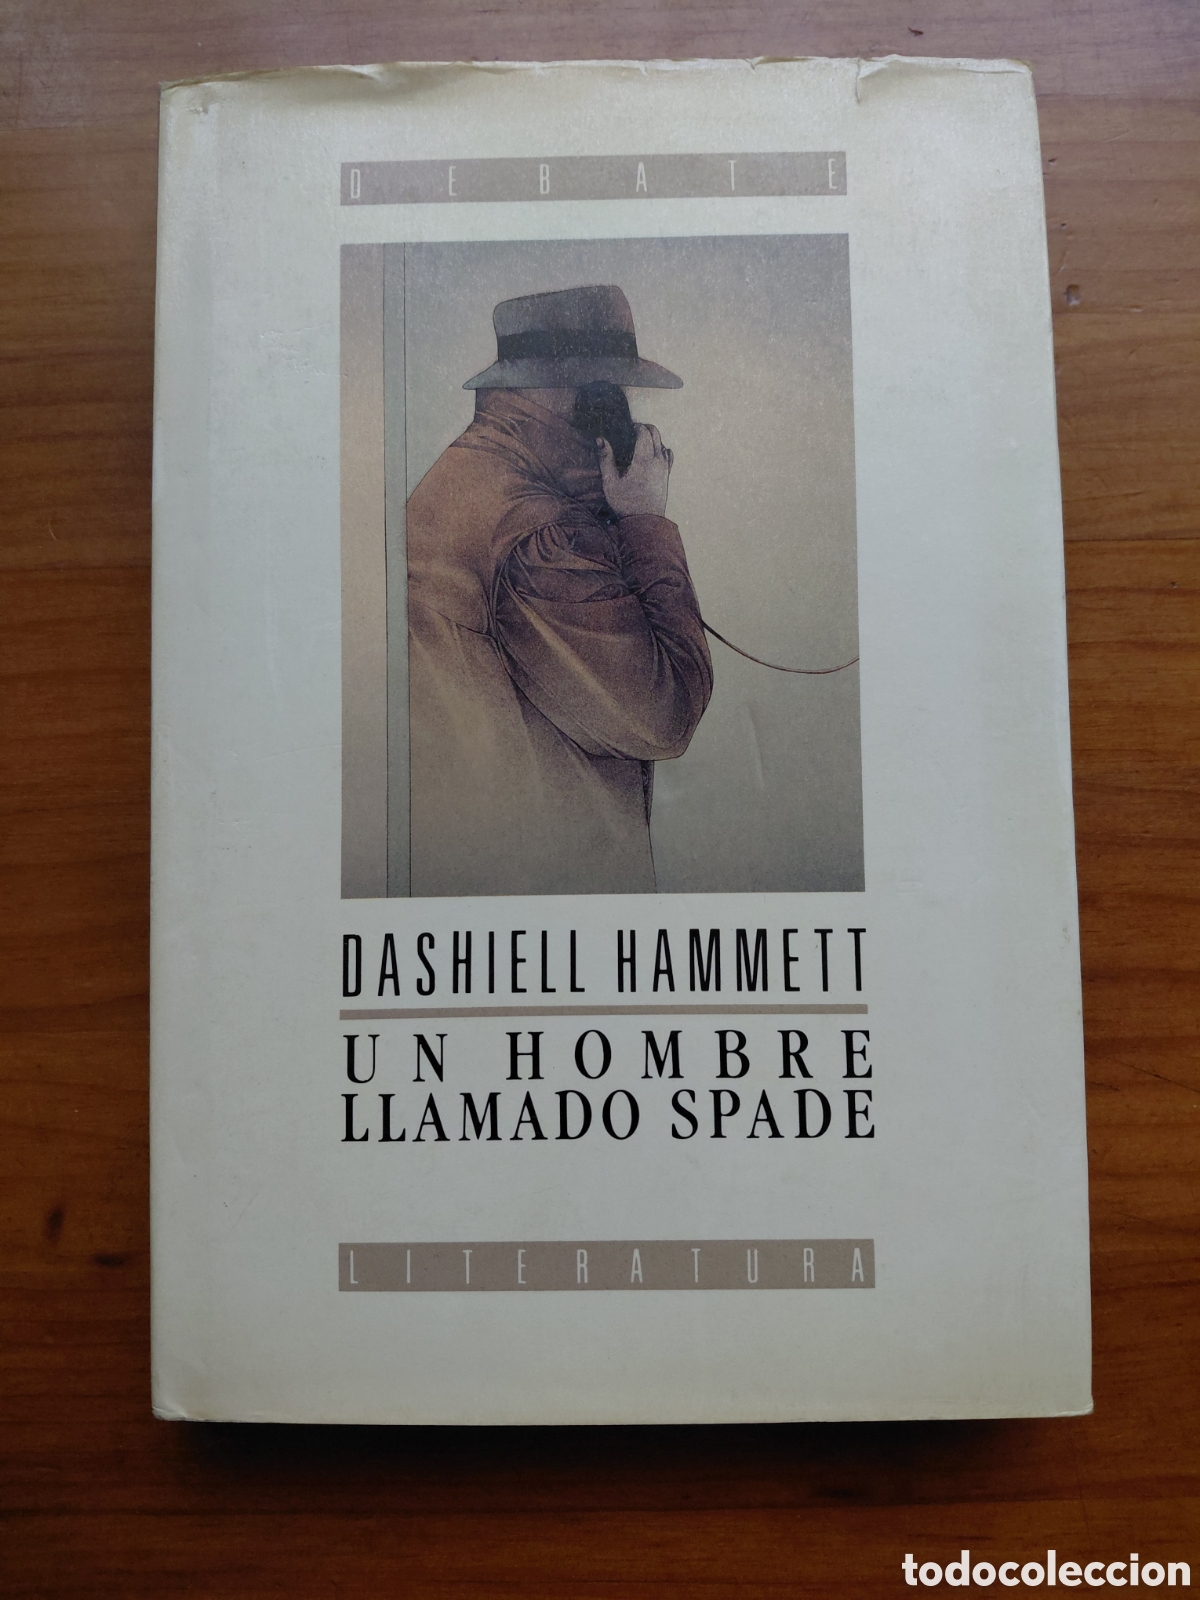 DEBATE
DASHIELL HAMMETT
UN HOMBRE
LLAMADO SPADE
LITERATURA
todocoleccion